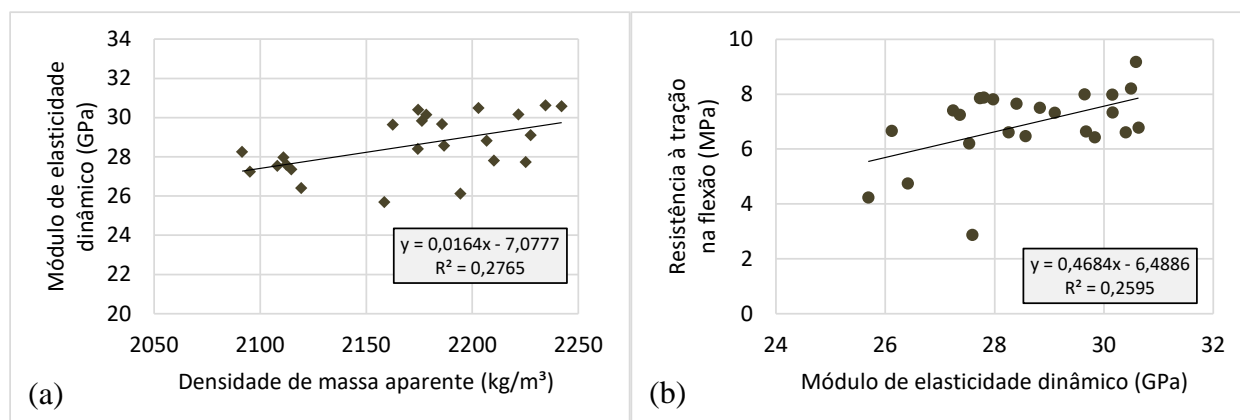 Módulo de elasticidade
dinâmico (GPa)
34
32
30
28
26
24
22
20
y = 0,0164x - 7,0777
R² = 0,2765
2050
2100
2150
2200
2250
Densidade de massa aparente (kg/m³)
(a)
Resistência à tração
na flexão (MPa)
10
8
6
4
2
0
y = 0,4684x - 6,4886
R² = 0,2595
24
26
28
30
32
Módulo de elasticidade dinâmico (GPa)
(b)